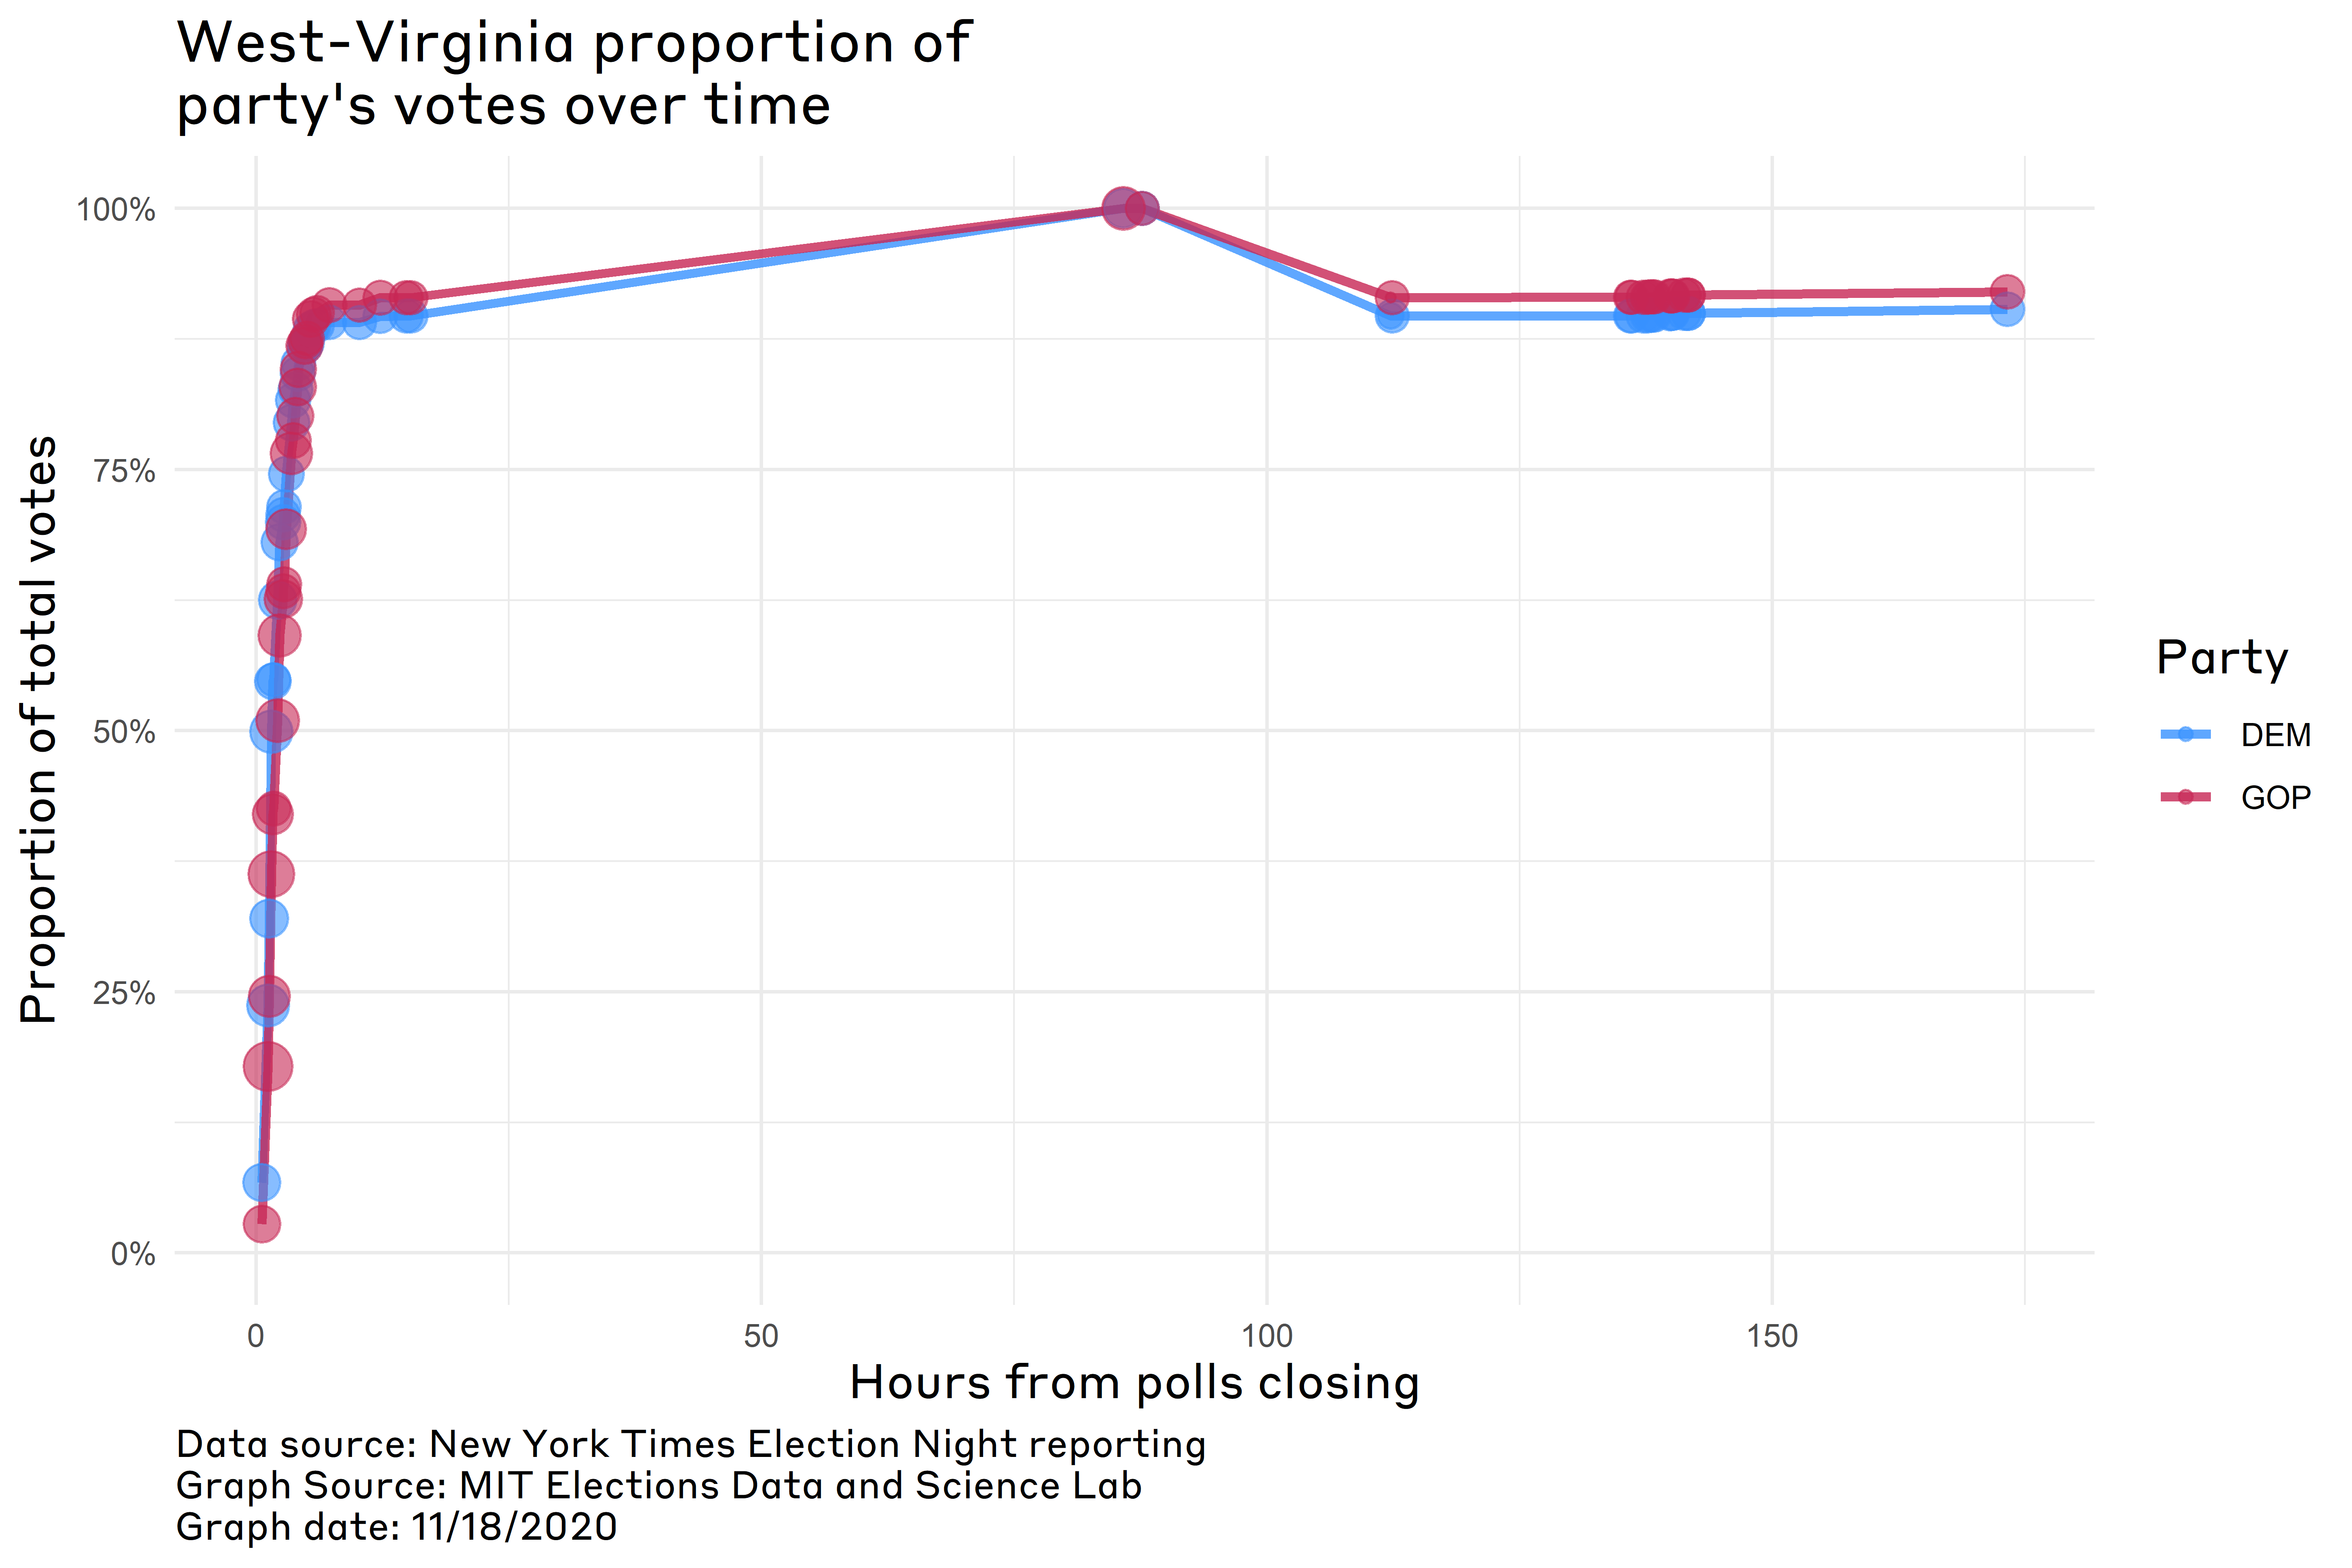 West-Virginia proportion of
party's votes over time
Proportion of total votes
100%
75%
50%
25%
0%
0
50
100
150
Hours from polls closing
Party
DEM
GOP
Data source: New York Times Election Night reporting
Graph Source: MIT Elections Data and Science Lab
Graph date: 11/18/2020